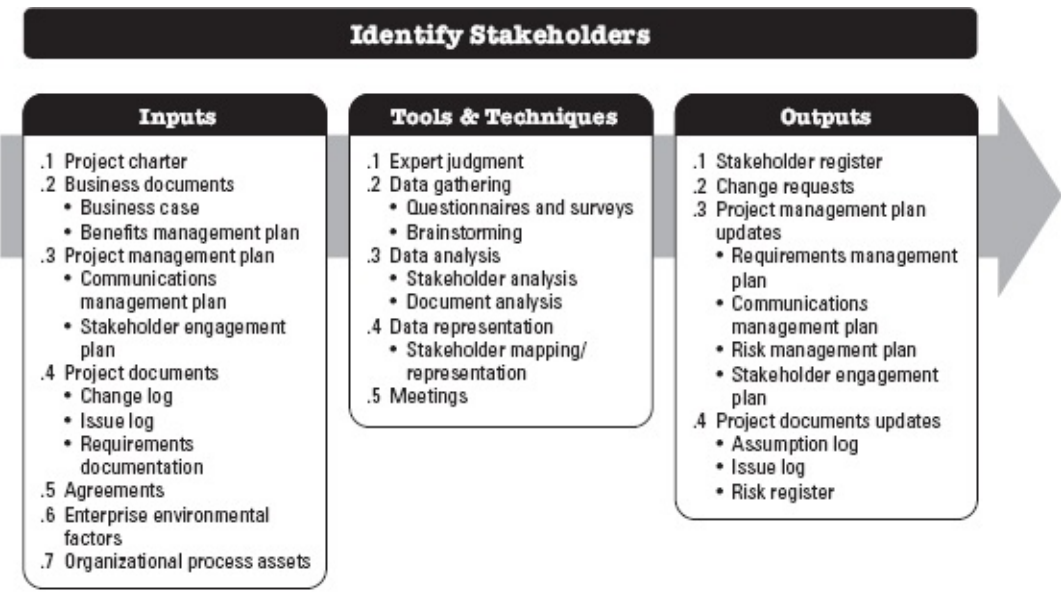 Identify Stakeholders
Inputs
.1 Project charter
.2 Business documents
• Business case
• Benefits management plan
.3 Project management plan
• Communications
management plan
• Stakeholder engagement
plan
.4 Project documents
• Change log
• Issue log
• Requirements
documentation
.5 Agreements
.6 Enterprise environmental
factors
.7 Organizational process assets
Tools & Techniques
.1 Expert judgment
.2 Data gathering
• Questionnaires and surveys
• Brainstorming
.3 Data analysis
• Stakeholder analysis
• Document analysis
.4 Data representation
• Stakeholder mapping/
representation
.5 Meetings
Outputs
.1 Stakeholder register
.2 Change requests
.3 Project management plan
updates
• Requirements management
plan
• Communications
management plan
• Risk management plan
• Stakeholder engagement
plan
.4 Project documents updates
• Assumption log
• Issue log
• Risk register